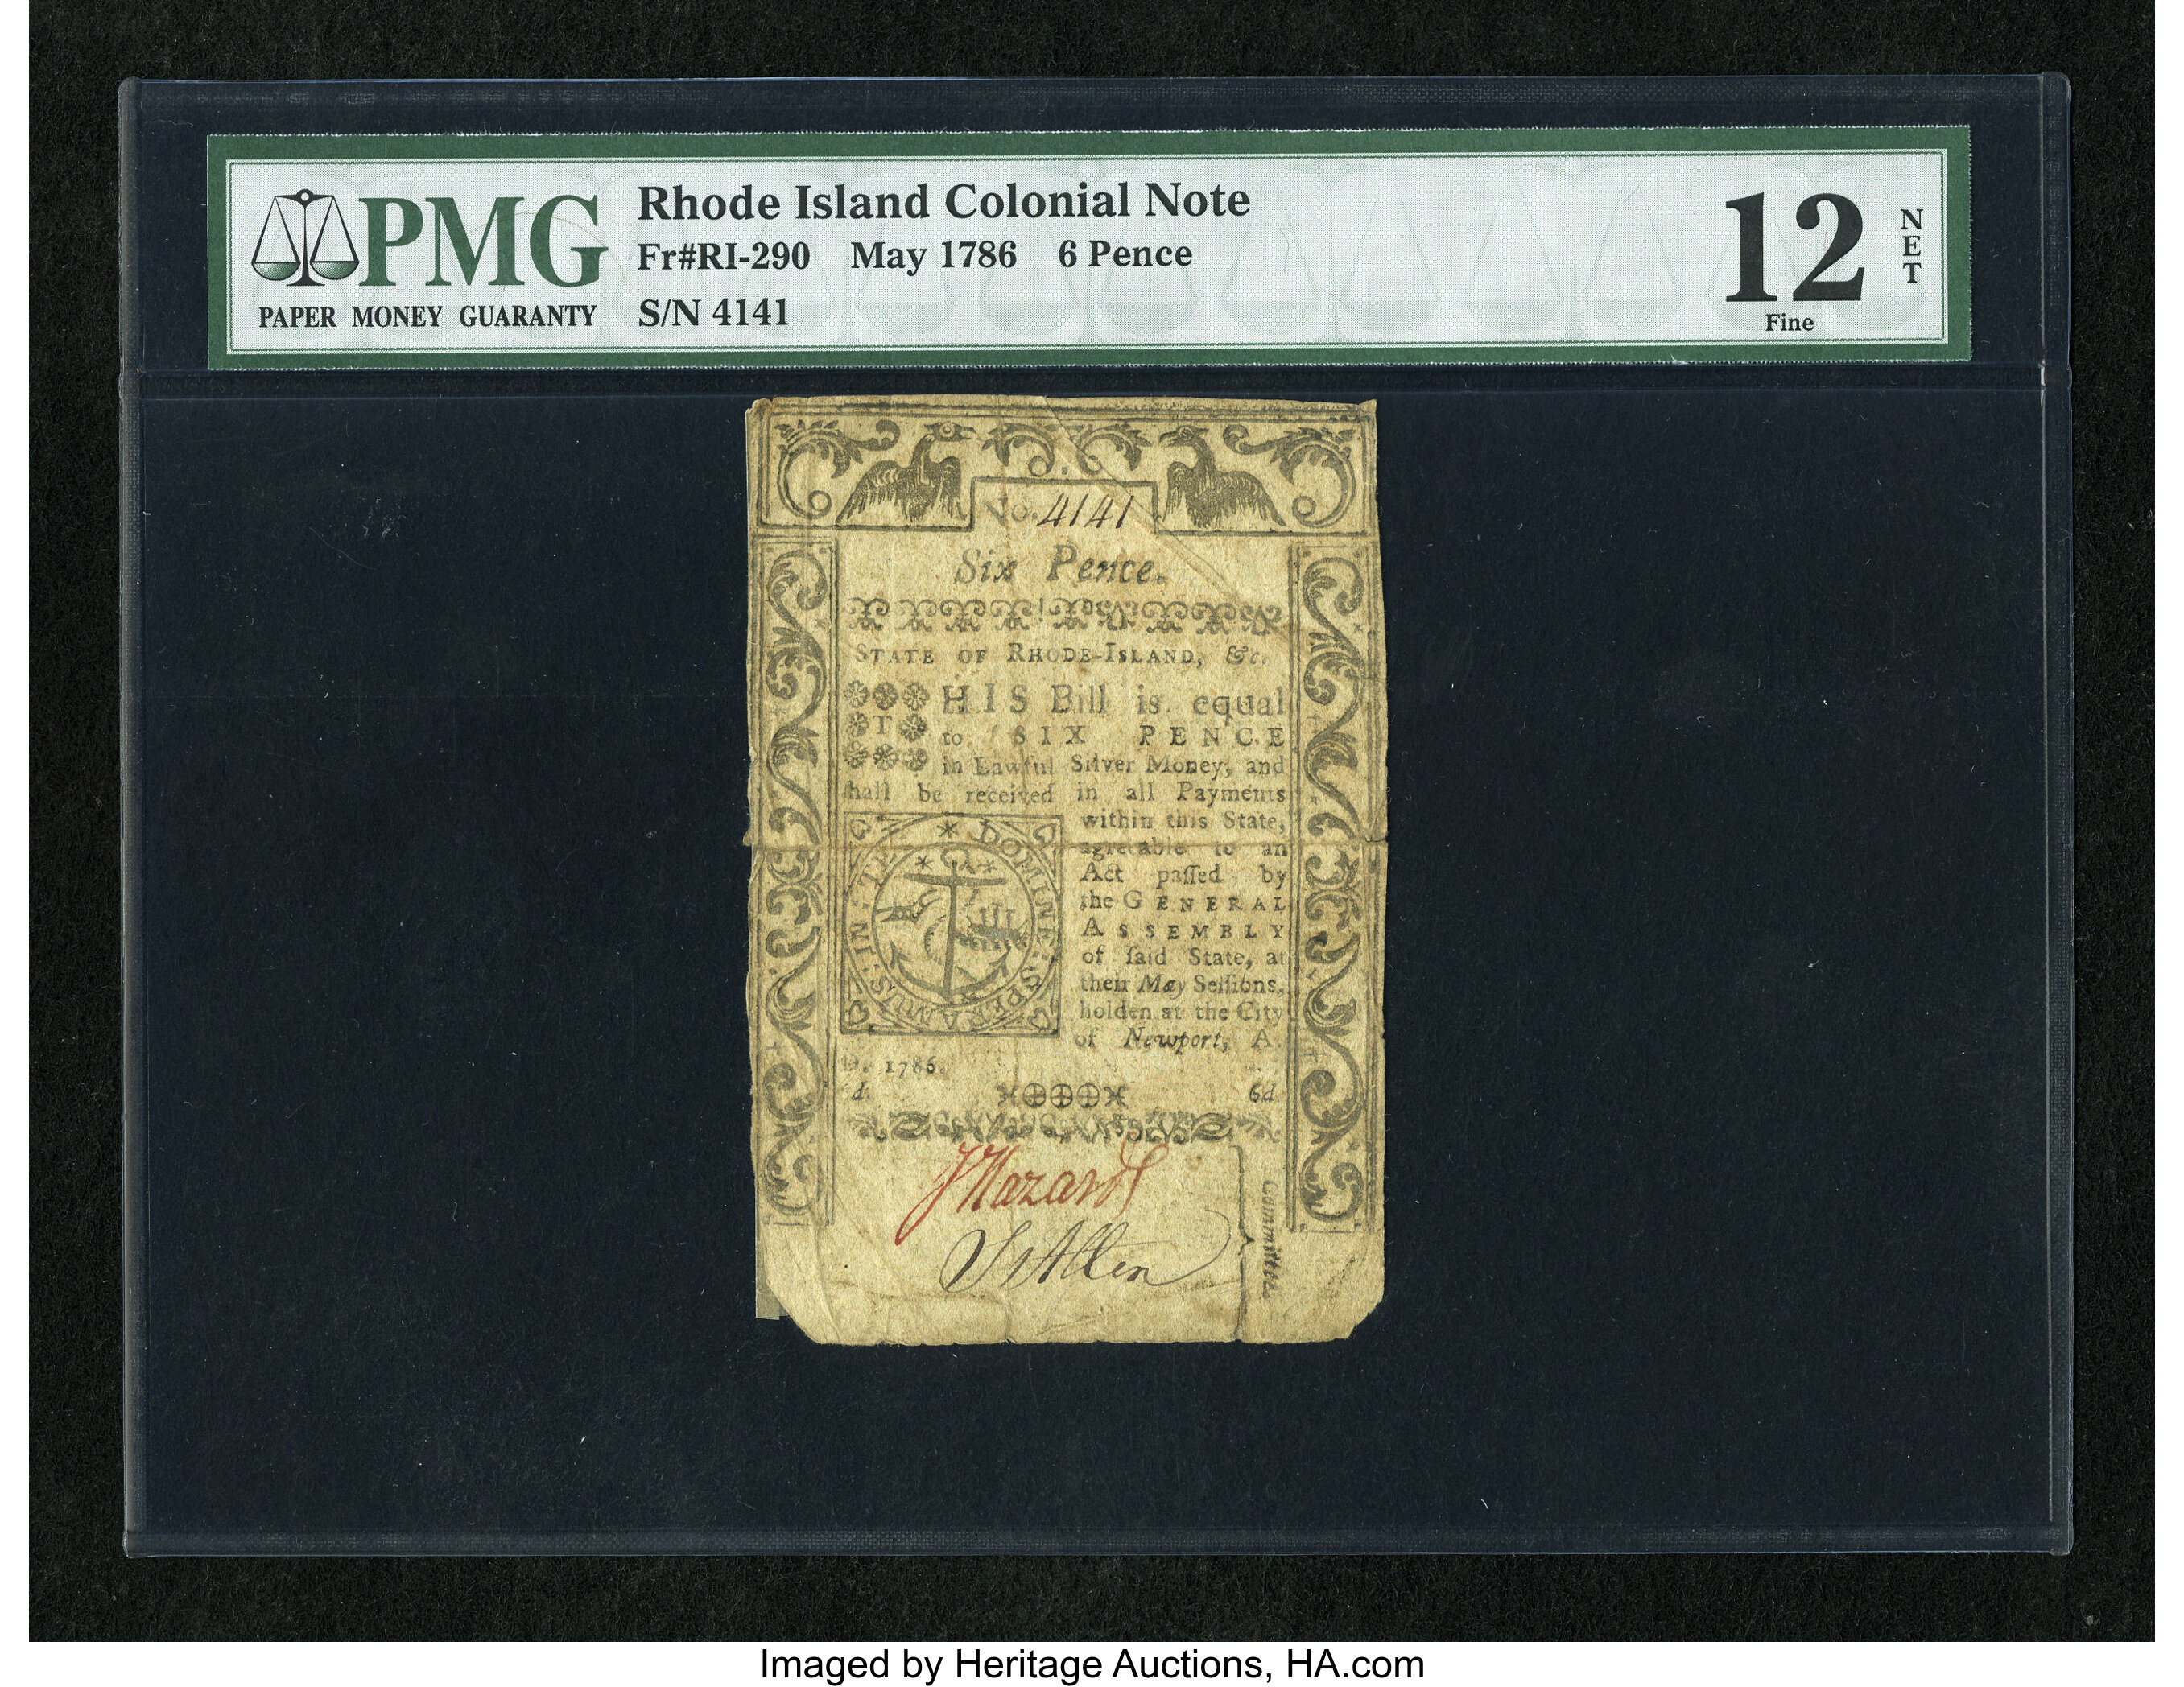 PMG
PAPER MONEY GUARANTY
Rhode Island Colonial Note
Fr#RI-290 May 1786 6 Pence
S/N 4141
12
NET
Fine
No. 4141
Six Pence.
STATE OF RHODE-ISLAND, &c.
THIS Bill is equal
to SIX PENCE
in Lawful Silver Money, and
ſhall be received in all Payments
within this State,
agreeable to an
Act paſſed by
the GENERAL
ASSEMBLY
of ſaid State, at
their May Seſſions,
holden at the City
of Newport, A.
D. 1786.
IN TE DOMINE SPERAMUS
d. 6d
J Hazard
Allen
Committee.
Imaged by Heritage Auctions, HA.com